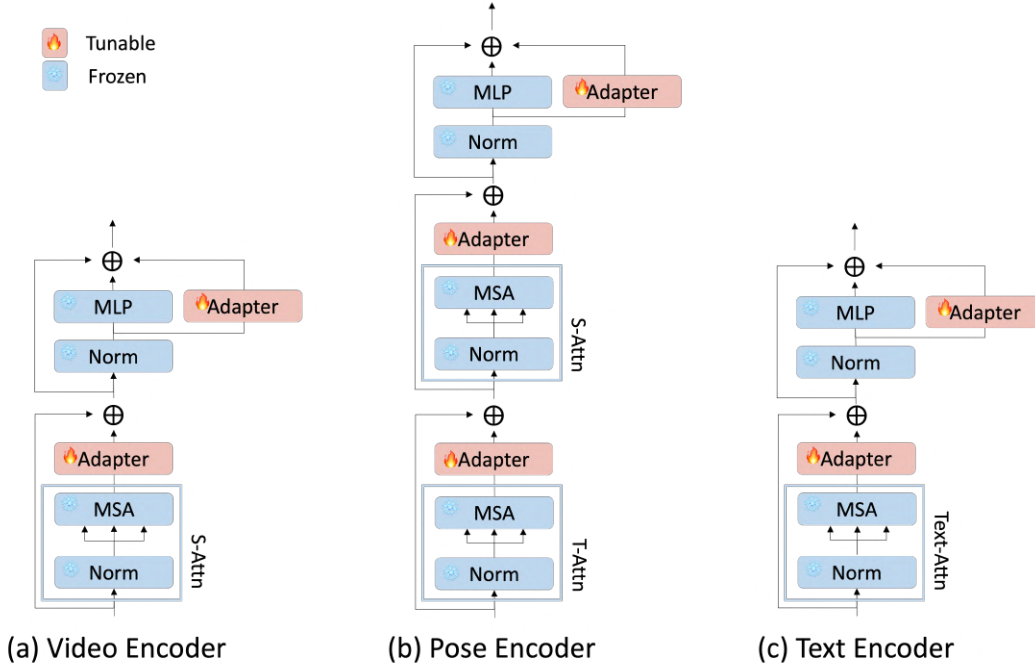 Tunable
Frozen
MLP
Adapter
Norm
Adapter
MSA
Norm
S-Attn
(a) Video Encoder
MLP
Adapter
Norm
Adapter
MSA
Norm
S-Attn
Adapter
MSA
Norm
T-Attn
(b) Pose Encoder
MLP
Adapter
Norm
Adapter
MSA
Norm
Text-Attn
(c) Text Encoder